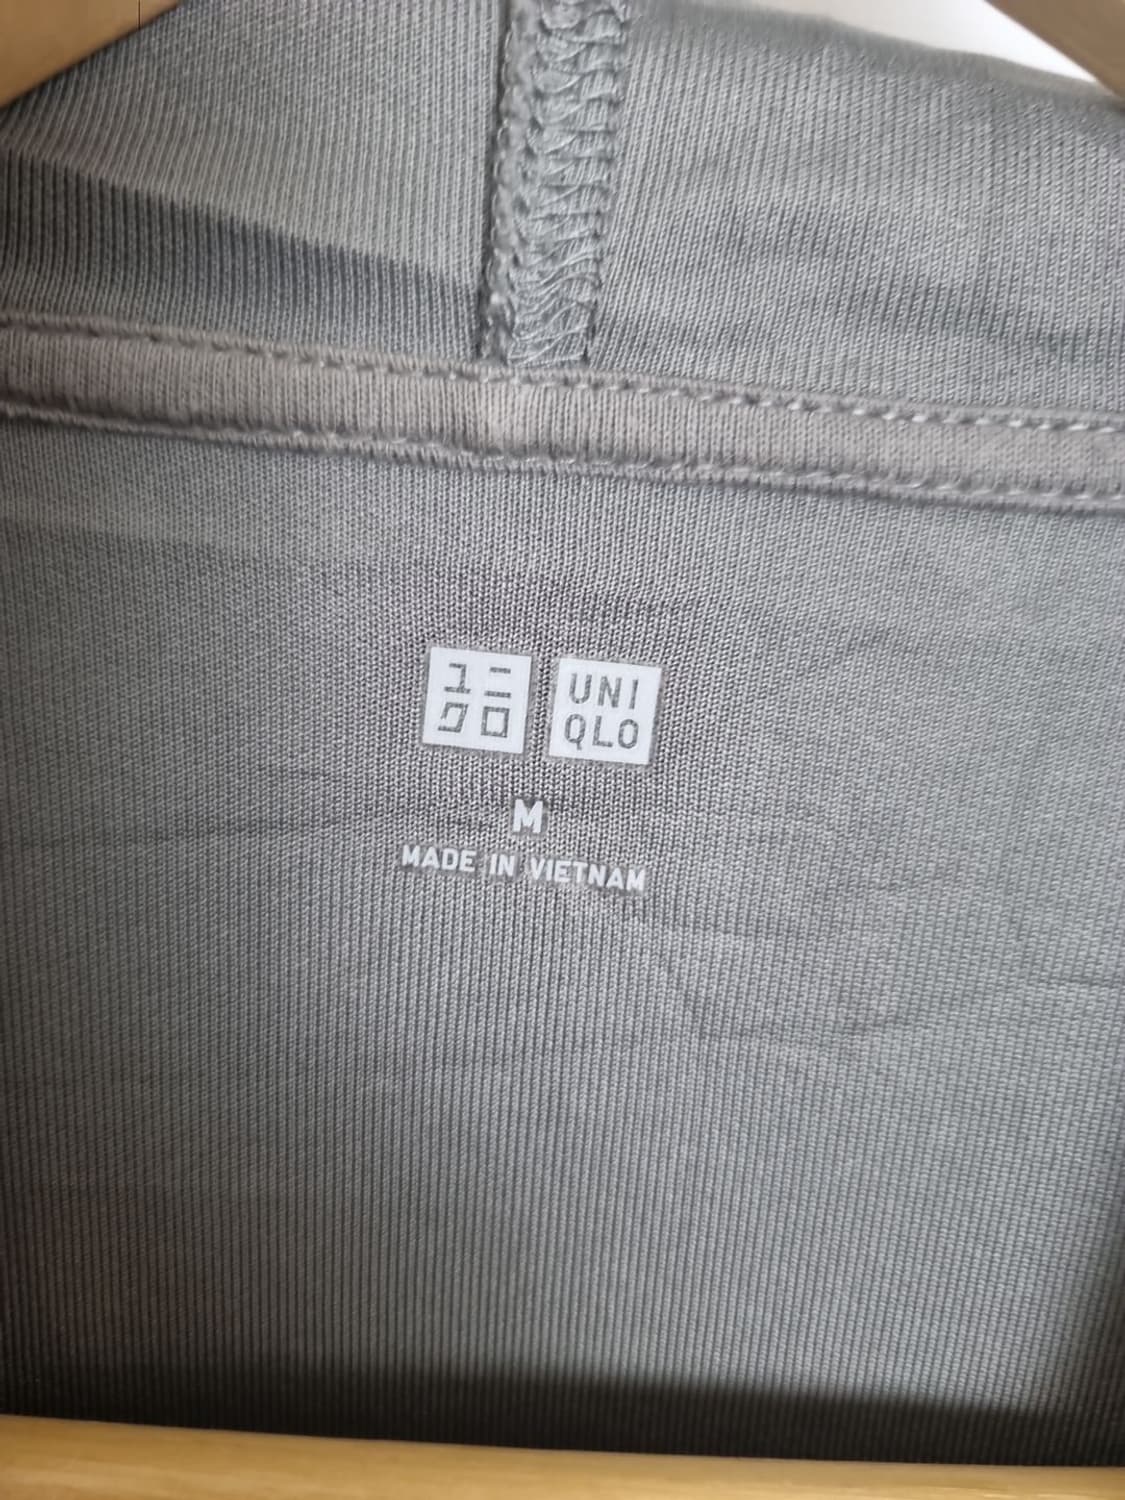 ユニ UNI
クロ QLO
M
MADE IN VIETNAM